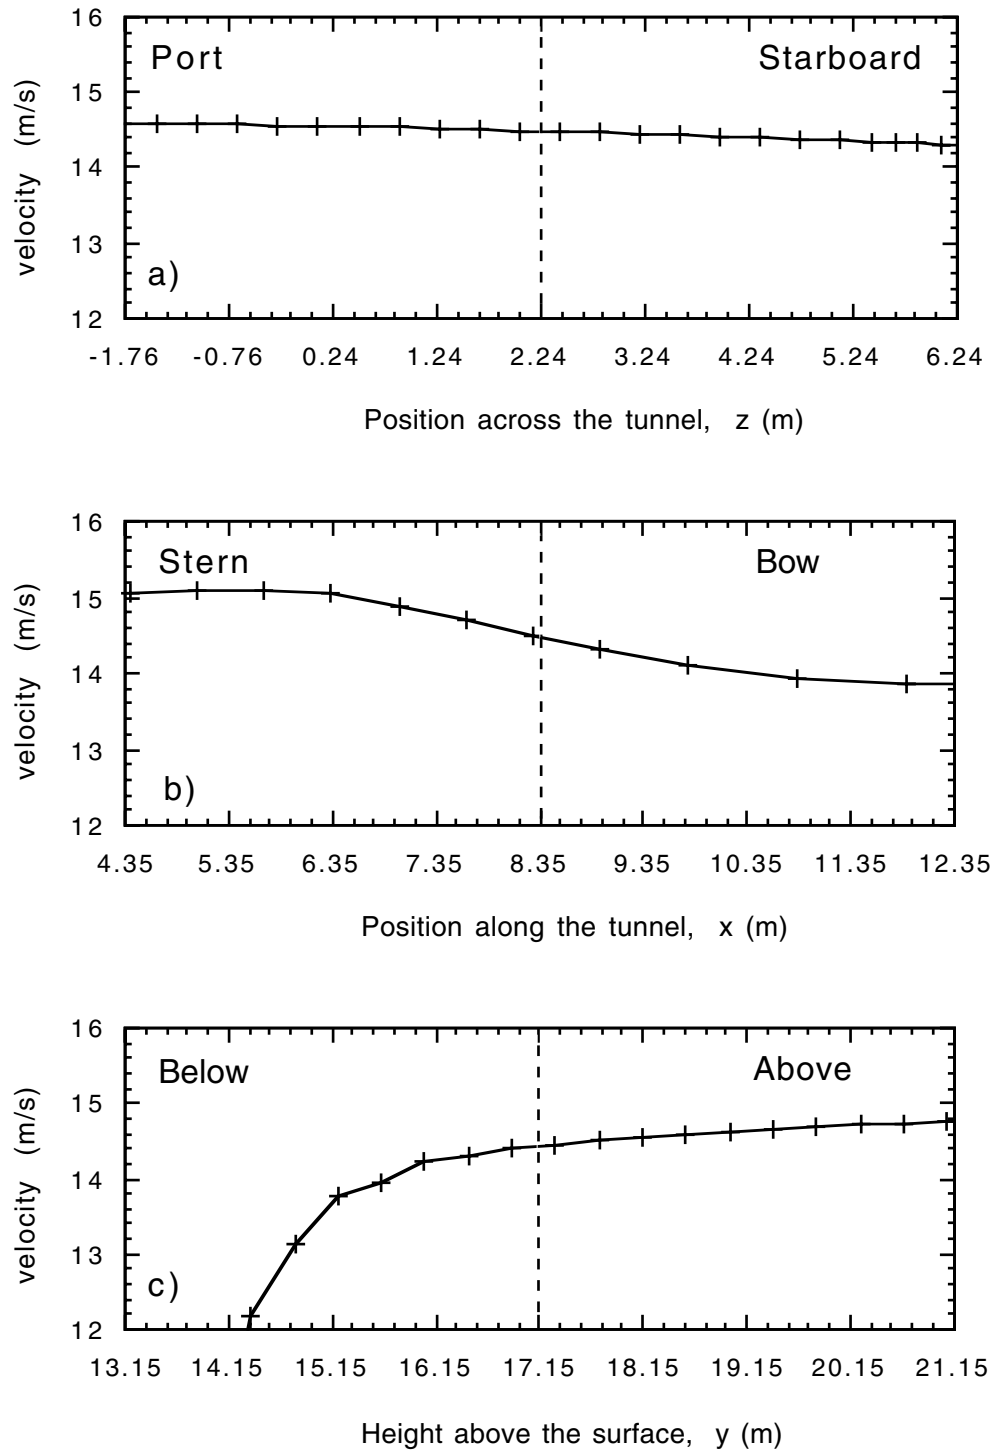 16
Port
Starboard
15
velocity (m/s)
14
13
a)
12
-1.76 -0.76 0.24 1.24 2.24 3.24 4.24 5.24 6.24
Position across the tunnel, z (m)
16
Stern
Bow
15
velocity (m/s)
14
13
b)
12
4.35 5.35 6.35 7.35 8.35 9.35 10.35 11.35 12.35
Position along the tunnel, x (m)
16
Below
Above
15
velocity (m/s)
14
13
c)
12
13.15 14.15 15.15 16.15 17.15 18.15 19.15 20.15 21.15
Height above the surface, y (m)